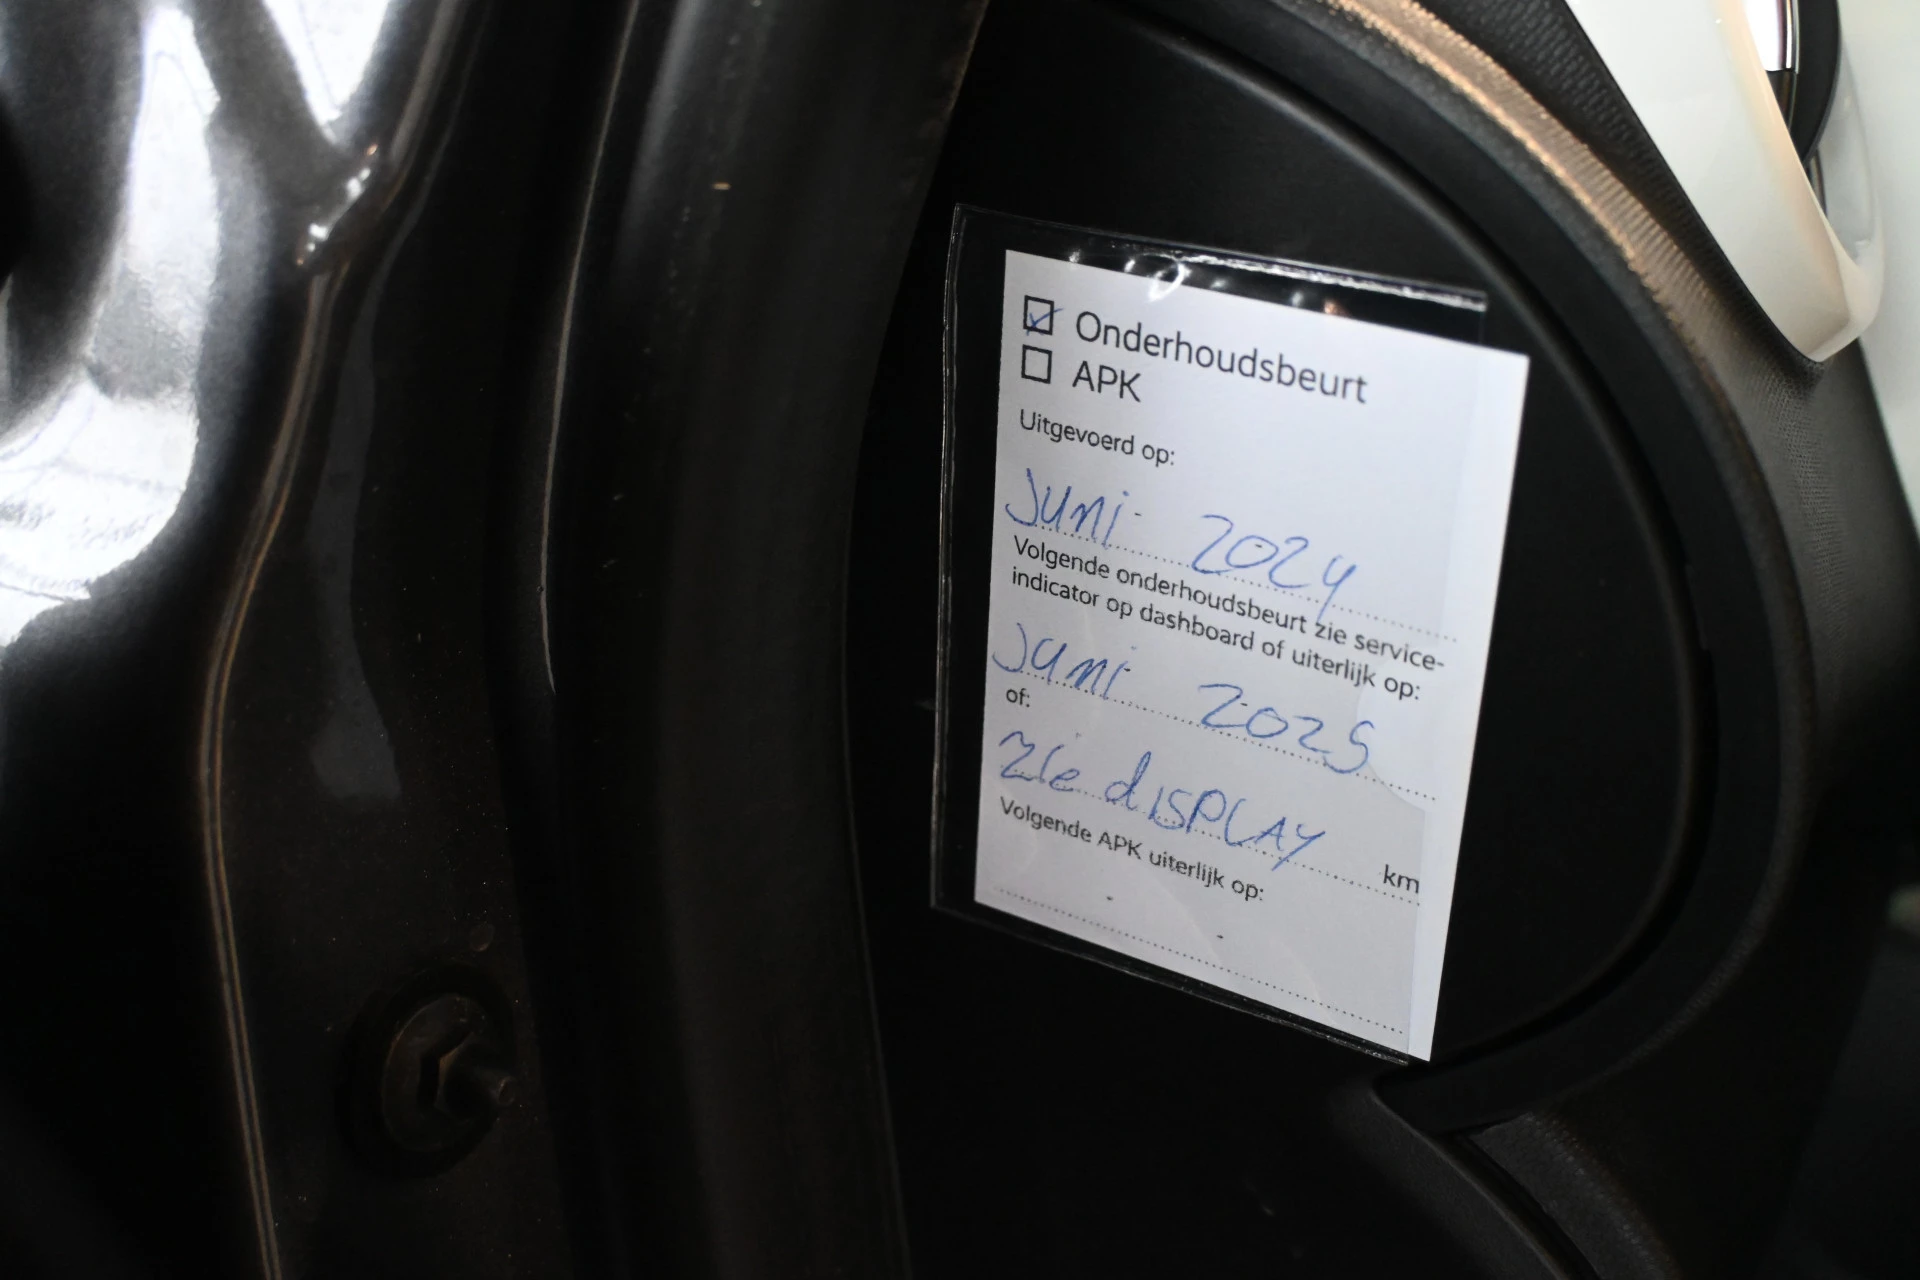 Onderhoudsbeurt
APK
Uitgevoerd op:
Juni 2024
Volgende onderhoudsbeurt zie service-
indicator op dashboard of uiterlijk op:
Juni 2025
of:
zie dISPLAY km
Volgende APK uiterlijk op: